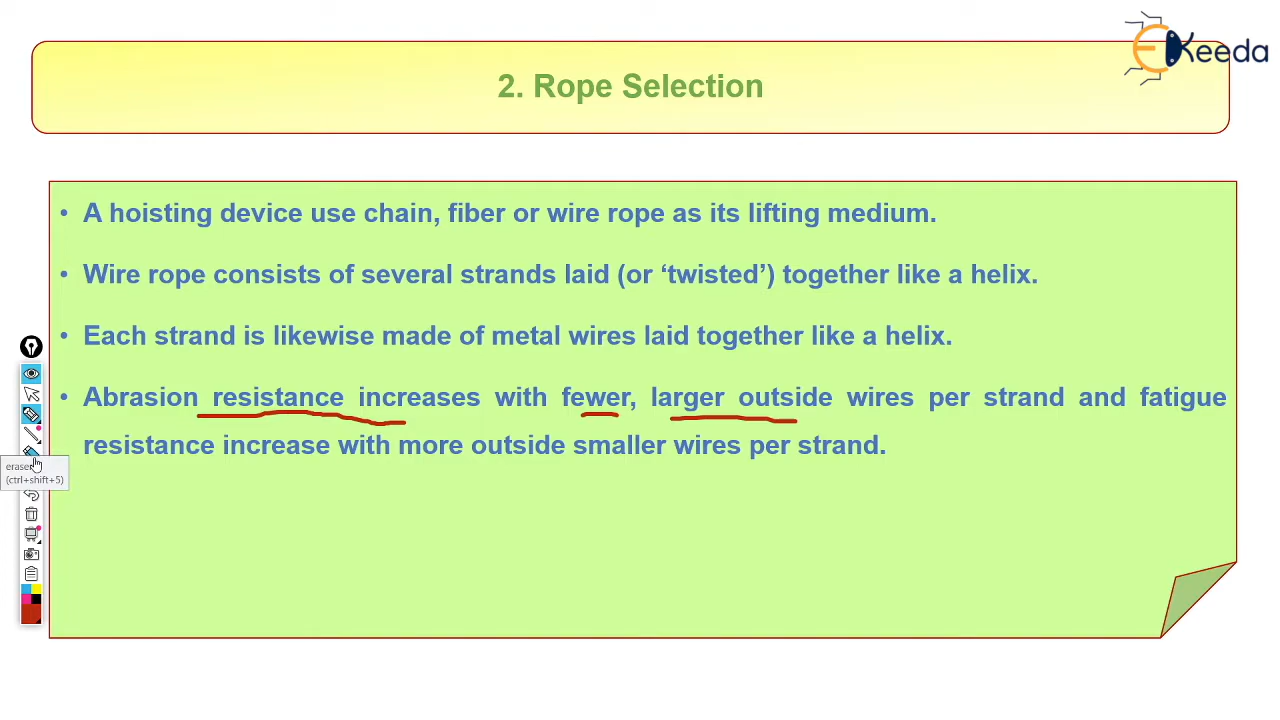 EKeeda
2. Rope Selection
• A hoisting device use chain, fiber or wire rope as its lifting medium.
• Wire rope consists of several strands laid (or ‘twisted’) together like a helix.
• Each strand is likewise made of metal wires laid together like a helix.
• Abrasion resistance increases with fewer, larger outside wires per strand and fatigue
resistance increase with more outside smaller wires per strand.
(ctrl+shift+5)